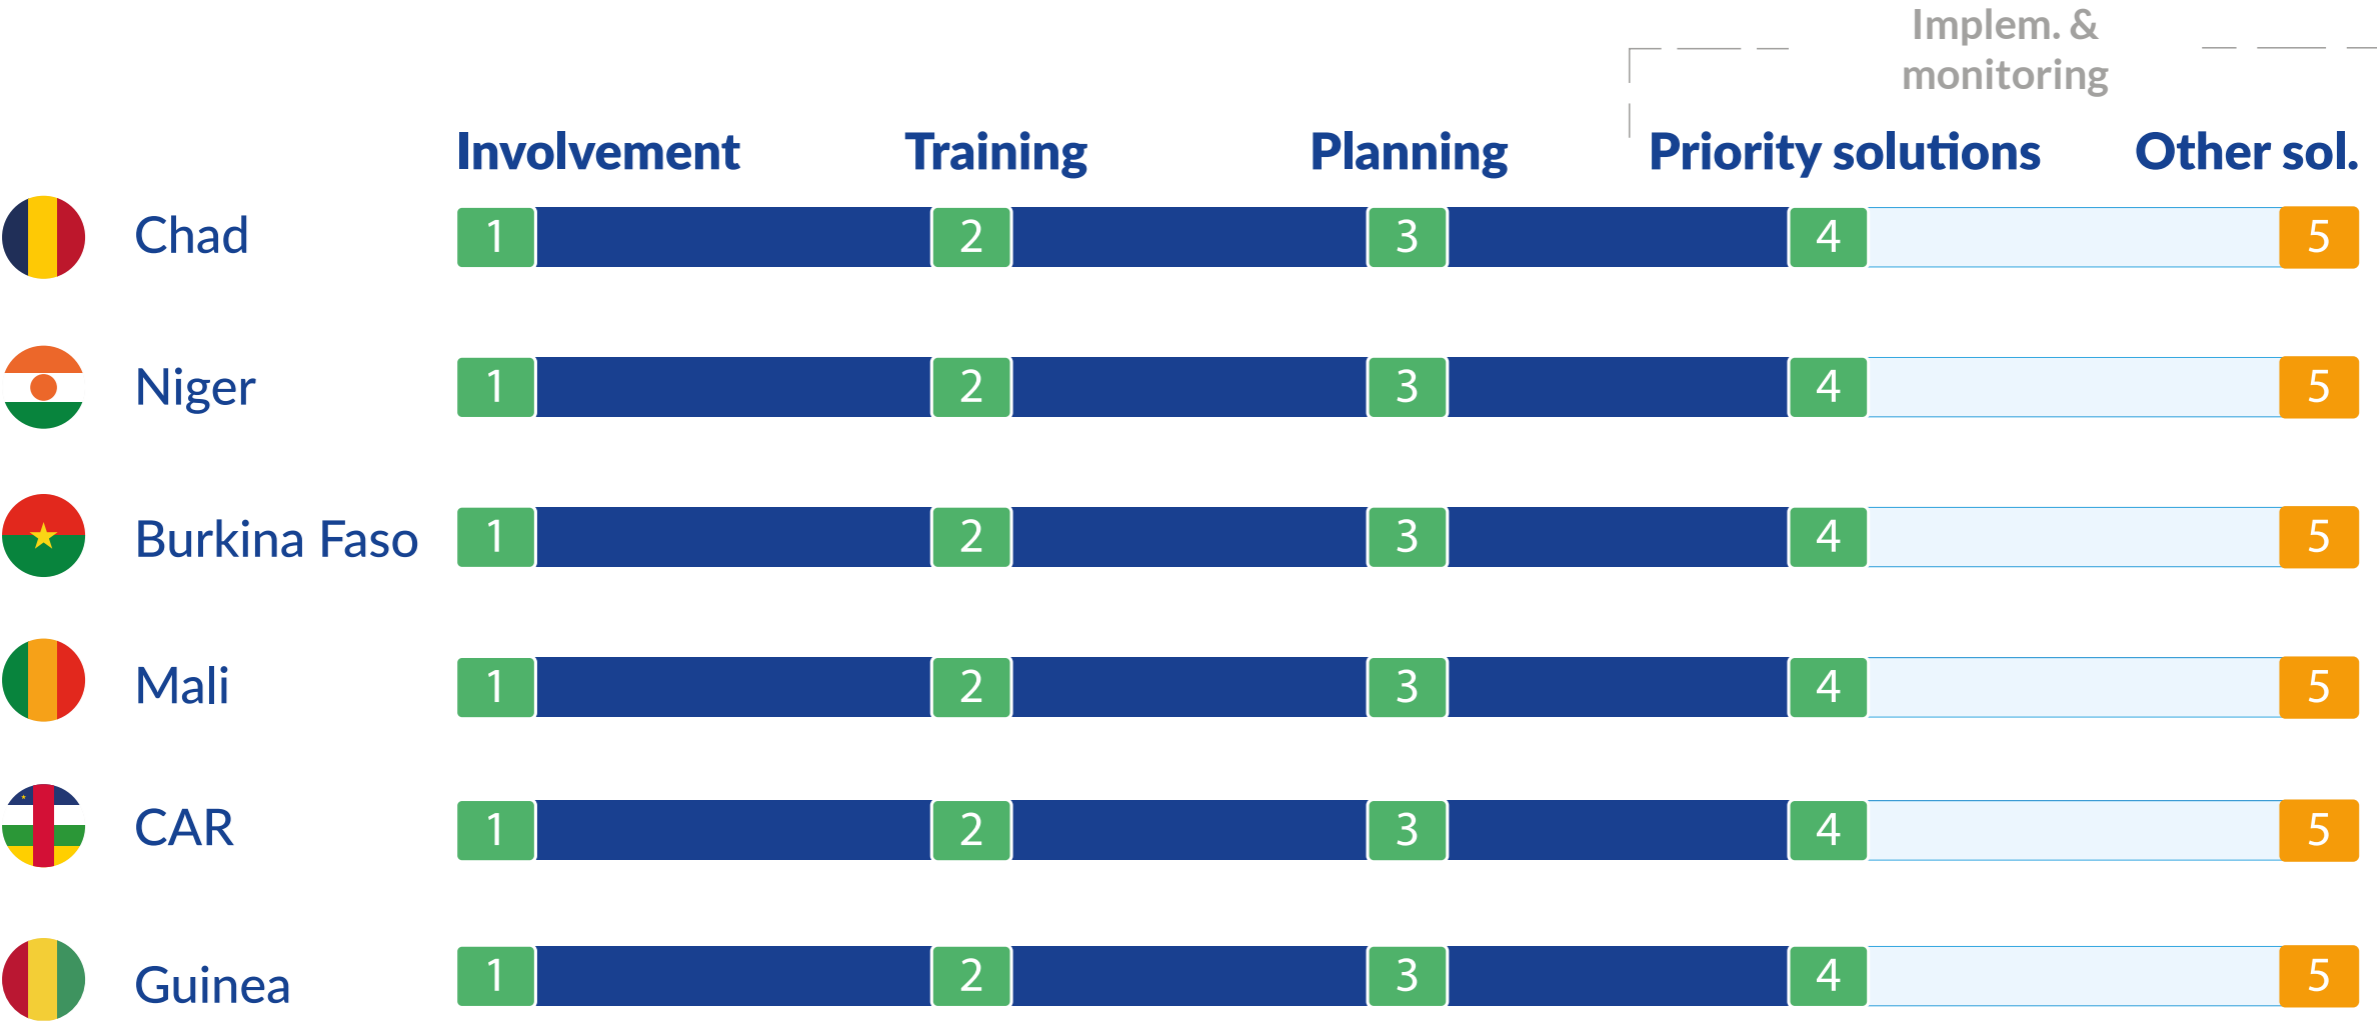 Implem. &
monitoring
Involvement Training Planning Priority solutions Other sol.
Chad 1 2 3 4 5
Niger 1 2 3 4 5
Burkina Faso 1 2 3 4 5
Mali 1 2 3 4 5
CAR 1 2 3 4 5
Guinea 1 2 3 4 5